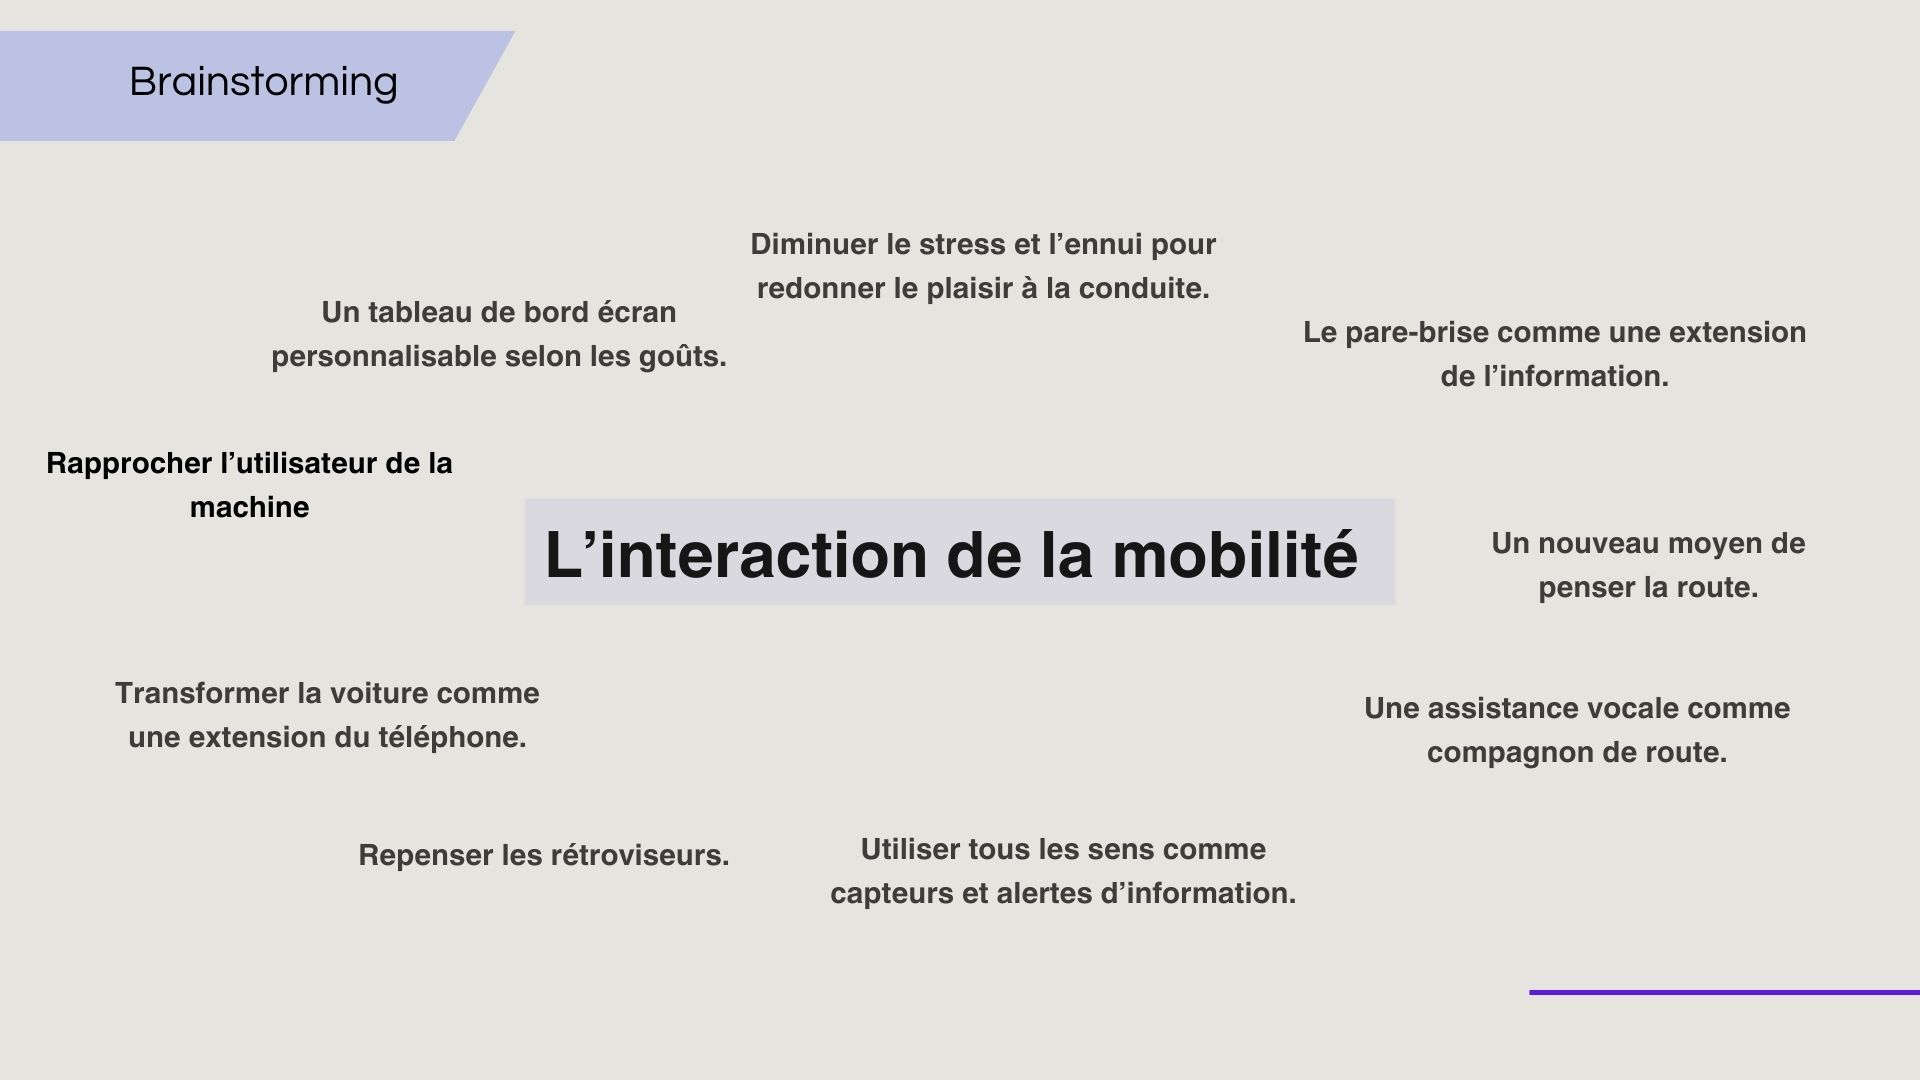 Brainstorming
Diminuer le stress et l’ennui pour
redonner le plaisir à la conduite.
Un tableau de bord écran
personnalisable selon les goûts.
Le pare-brise comme une extension
de l’information.
Rapprocher l’utilisateur de la
machine
L’interaction de la mobilité
Un nouveau moyen de
penser la route.
Transformer la voiture comme
une extension du téléphone.
Une assistance vocale comme
compagnon de route.
Repenser les rétroviseurs.
Utiliser tous les sens comme
capteurs et alertes d’information.